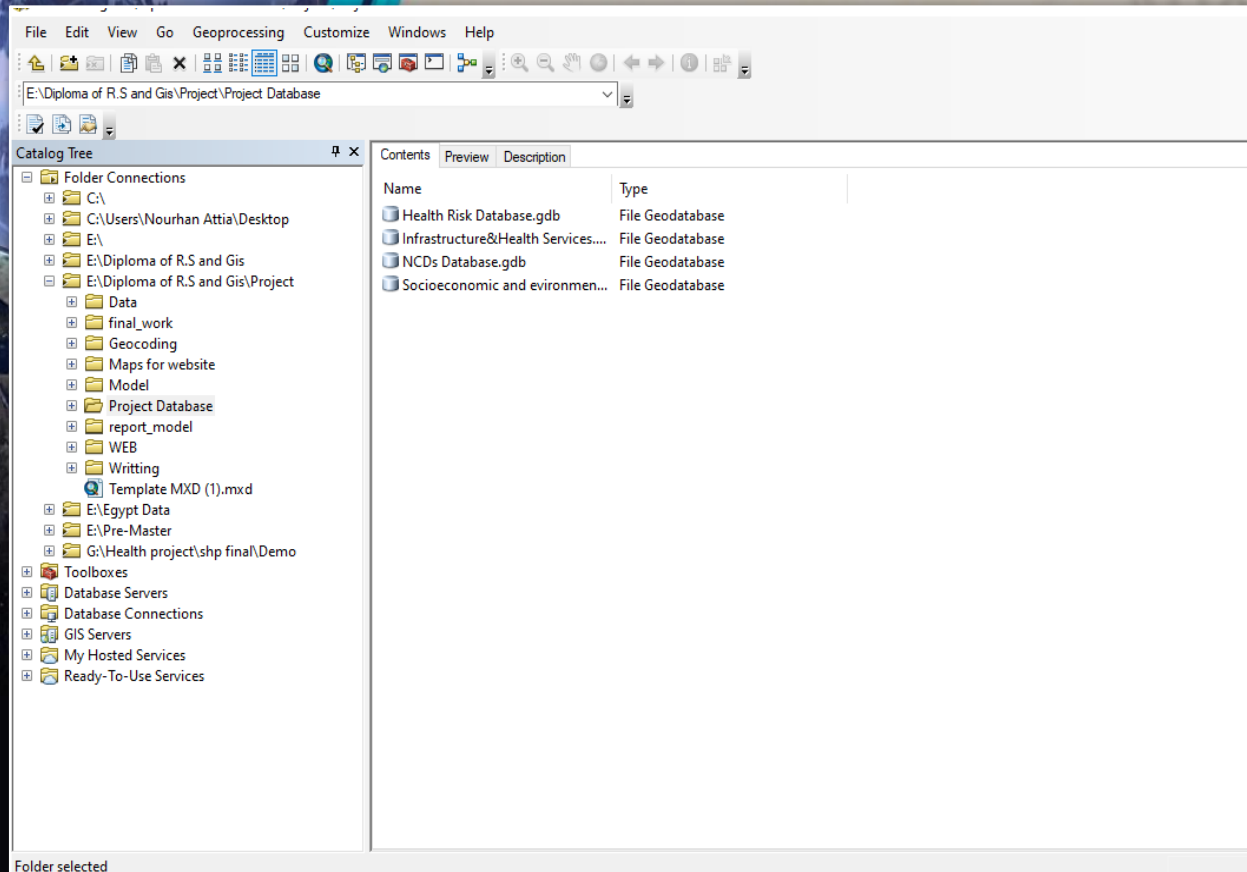 File Edit View Go Geoprocessing Customize Windows Help
E:\Diploma of R.S and Gis\Project\Project Database
Catalog Tree
Contents Preview Description
Folder Connections
C:\
C:\Users\Nourhan Attia\Desktop
E:\
E:\Diploma of R.S and Gis
E:\Diploma of R.S and Gis\Project
Data
final_work
Geocoding
Maps for website
Model
Project Database
report_model
WEB
Writting
Template MXD (1).mxd
E:\Egypt Data
E:\Pre-Master
G:\Health project\shp final\Demo
Toolboxes
Database Servers
Database Connections
GIS Servers
My Hosted Services
Ready-To-Use Services
Name Type
Health Risk Database.gdb File Geodatabase
Infrastructure&Health Services.... File Geodatabase
NCDs Database.gdb File Geodatabase
Socioeconomic and evironmen... File Geodatabase
Folder selected